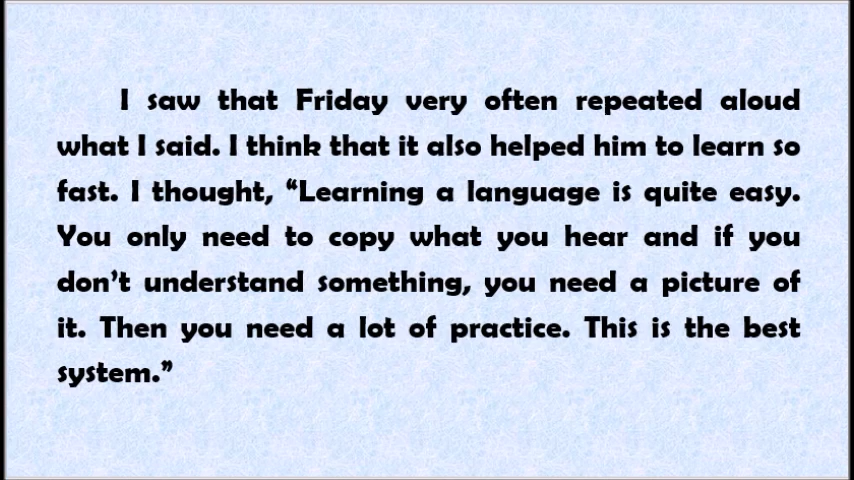 I saw that Friday very often repeated aloud
what I said. I think that it also helped him to learn so
fast. I thought, “Learning a language is quite easy.
You only need to copy what you hear and if you
don’t understand something, you need a picture of
it. Then you need a lot of practice. This is the best
system.”